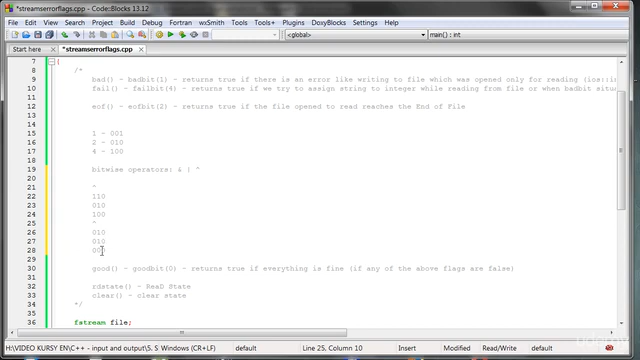 *streamserrorflags.cpp - Code::Blocks 13.12
File Edit View Search Project Build Debug Fortran wxSmith Tools Tools+ Plugins DoxyBlocks Settings Help
<global> main() : int
Start here *streamserrorflags.cpp
7 {
8 /*
9 bad() - badbit(1) - returns true if there is an error like writing to file which was opened only for reading (ios::i
10 fail() - failbit(4) - returns true if we try to assign string to integer while reading from file or when badbit situ
11
12 eof() - eofbit(2) - returns true if the file opened to read reaches the End of File
13
14
15 1 - 001
16 2 - 010
17 4 - 100
18
19 bitwise operators: & | ^
20
21 ^
22 110
23 010
24 100
25 ^
26 010
27 010
28 000
29
30 good() - goodbit(0) - returns true if everything is fine (if any of the above flags are false)
31
32 rdstate() - ReaD State
33 clear() - clear state
34 */
35
36 fstream file;
H:\VIDEO KURSY EN\C++ - input and output\5. S Windows (CR+LF) default Line 25, Column 10 Insert Read/Write default